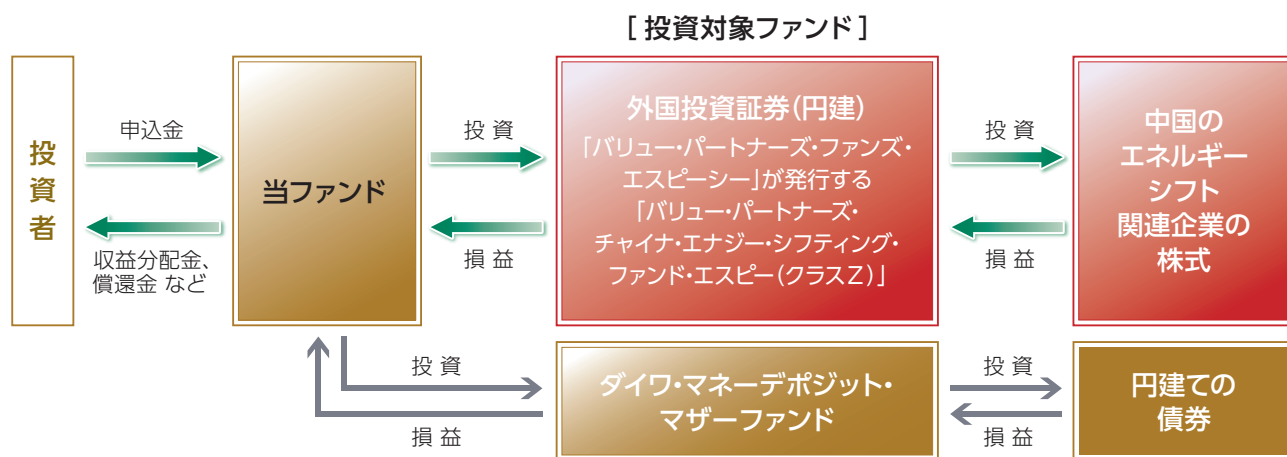 [ 投資対象ファンド ]
投資者
申込金
収益分配金、
償還金 など
当ファンド
投 資
損 益
外国投資証券(円建)
「バリュー・パートナーズ・ファンズ・
エスピーシー」が発行する
「バリュー・パートナーズ・
チャイナ・エナジー・シフティング・
ファンド・エスピー(クラスZ)」
投 資
損 益
中国の
エネルギー
シフト
関連企業の
株式
投 資
損 益
ダイワ・マネーデポジット・
マザーファンド
投 資
損 益
円建ての
債券